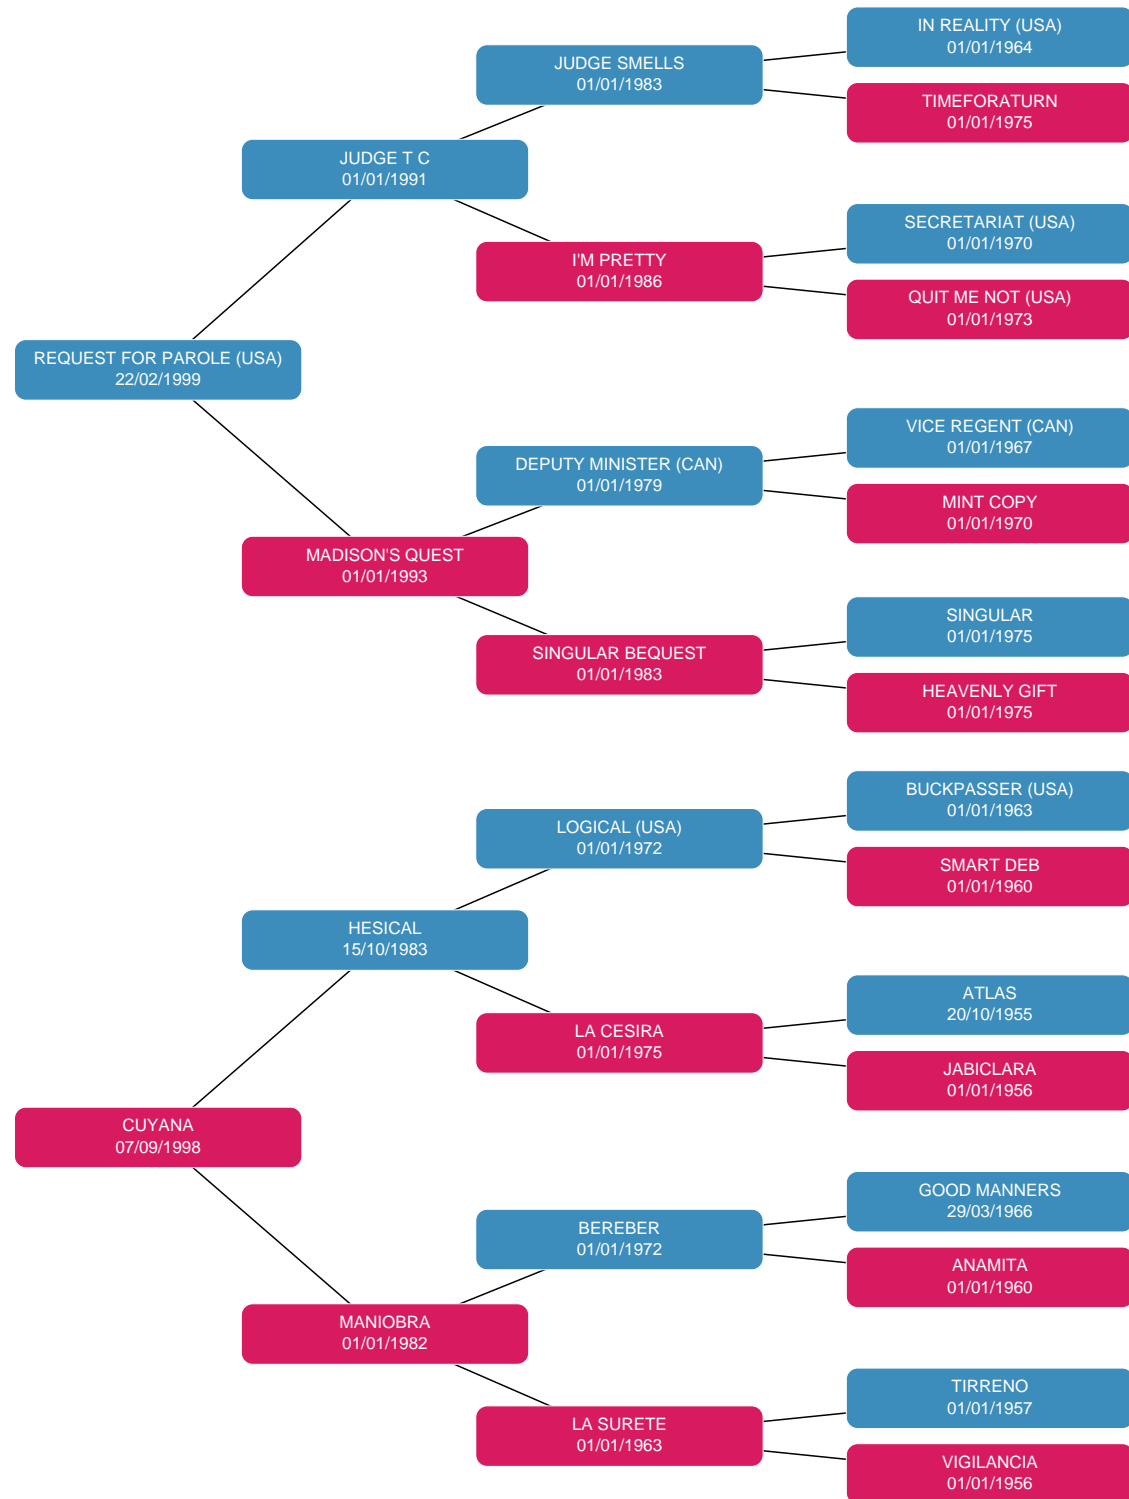 IN REALITY (USA)
01/01/1964
JUDGE SMELLS
01/01/1983
TIMEFORATURN
01/01/1975
JUDGE T C
01/01/1991
SECRETARIAT (USA)
01/01/1970
I'M PRETTY
01/01/1986
QUIT ME NOT (USA)
01/01/1973
REQUEST FOR PAROLE (USA)
22/02/1999
VICE REGENT (CAN)
01/01/1967
DEPUTY MINISTER (CAN)
01/01/1979
MINT COPY
01/01/1970
MADISON'S QUEST
01/01/1993
SINGULAR
01/01/1975
SINGULAR BEQUEST
01/01/1983
HEAVENLY GIFT
01/01/1975
BUCKPASSER (USA)
01/01/1963
LOGICAL (USA)
01/01/1972
SMART DEB
01/01/1960
HESICAL
15/10/1983
ATLAS
20/10/1955
LA CESIRA
01/01/1975
JABICLARA
01/01/1956
CUYANA
07/09/1998
GOOD MANNERS
29/03/1966
BEREBER
01/01/1972
ANAMITA
01/01/1960
MANIOBRA
01/01/1982
TIRRENO
01/01/1957
LA SURETE
01/01/1963
VIGILANCIA
01/01/1956